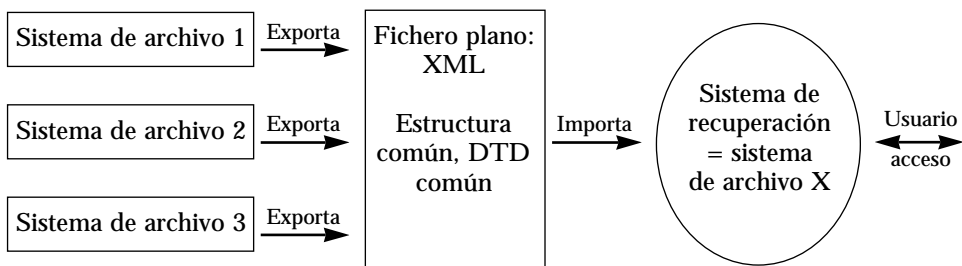 Sistema de archivo 1
Exporta
Sistema de archivo 2
Exporta
Sistema de archivo 3
Exporta
Fichero plano:
XML
Estructura
común, DTD
común
Importa
Sistema de
recuperación
= sistema
de archivo X
Usuario
acceso